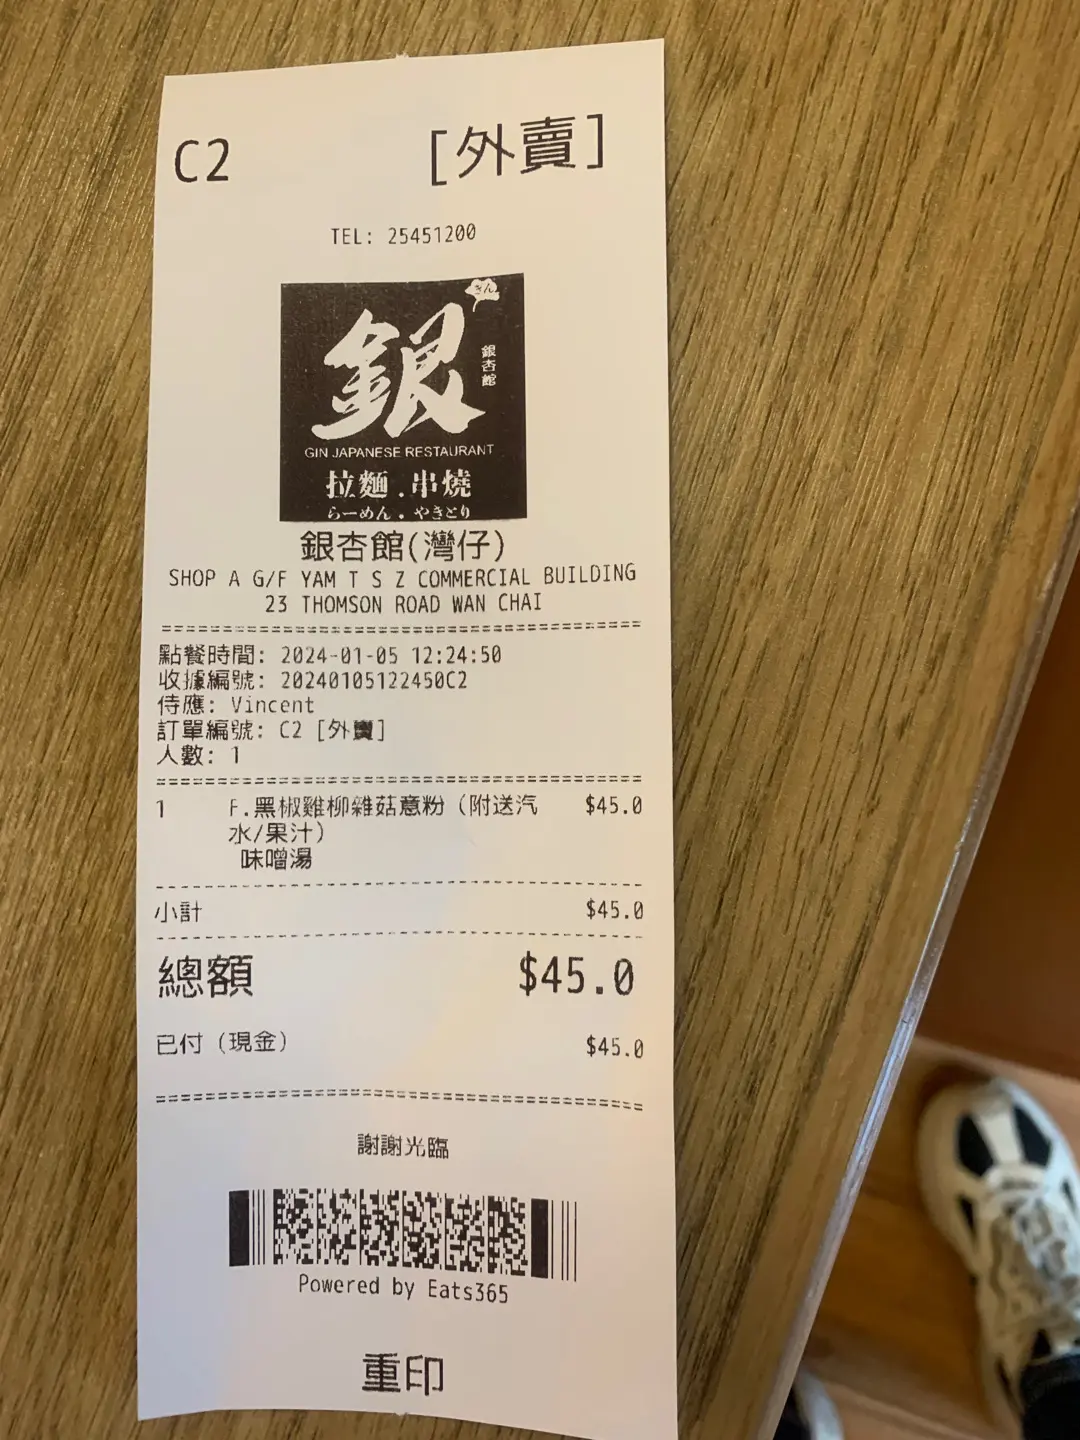 C2 [外賣]
TEL: 25451200
ぎん
銀
銀杏館
GIN JAPANESE RESTAURANT
拉麵.串燒
らーめん.やきとり
銀杏館(灣仔)
SHOP A G/F YAM T S Z COMMERCIAL BUILDING
23 THOMSON ROAD WAN CHAI
點餐時間: 2024-01-05 12:24:50
收據編號: 20240105122450C2
侍應: Vincent
訂單編號: C2 [外賣]
人數: 1
1 F.黑椒雞柳雜菇意粉 (附送汽 $45.0
水/果汁)
味噌湯
小計 $45.0
總額 $45.0
已付 (現金) $45.0
謝謝光臨
Powered by Eats365
重印